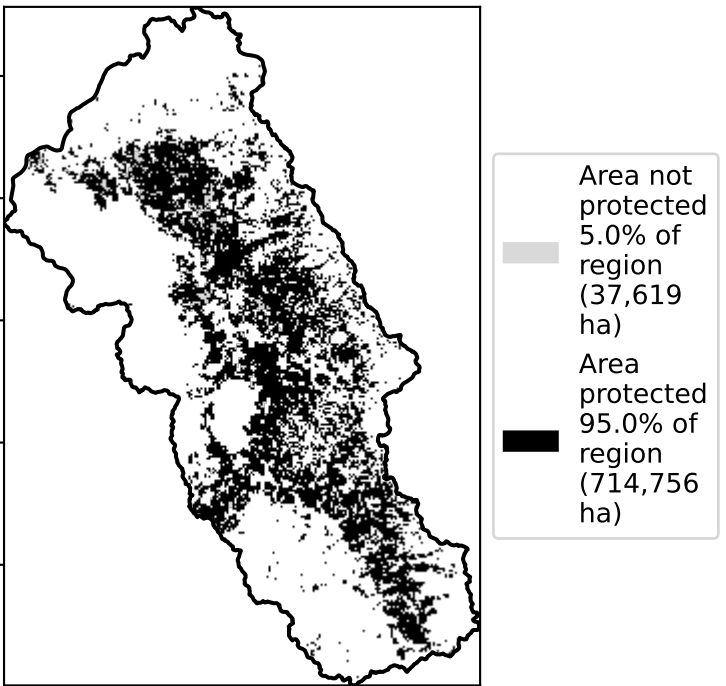 Area not
protected
5.0% of
region
(37,619
ha)
Area
protected
95.0% of
region
(714,756
ha)